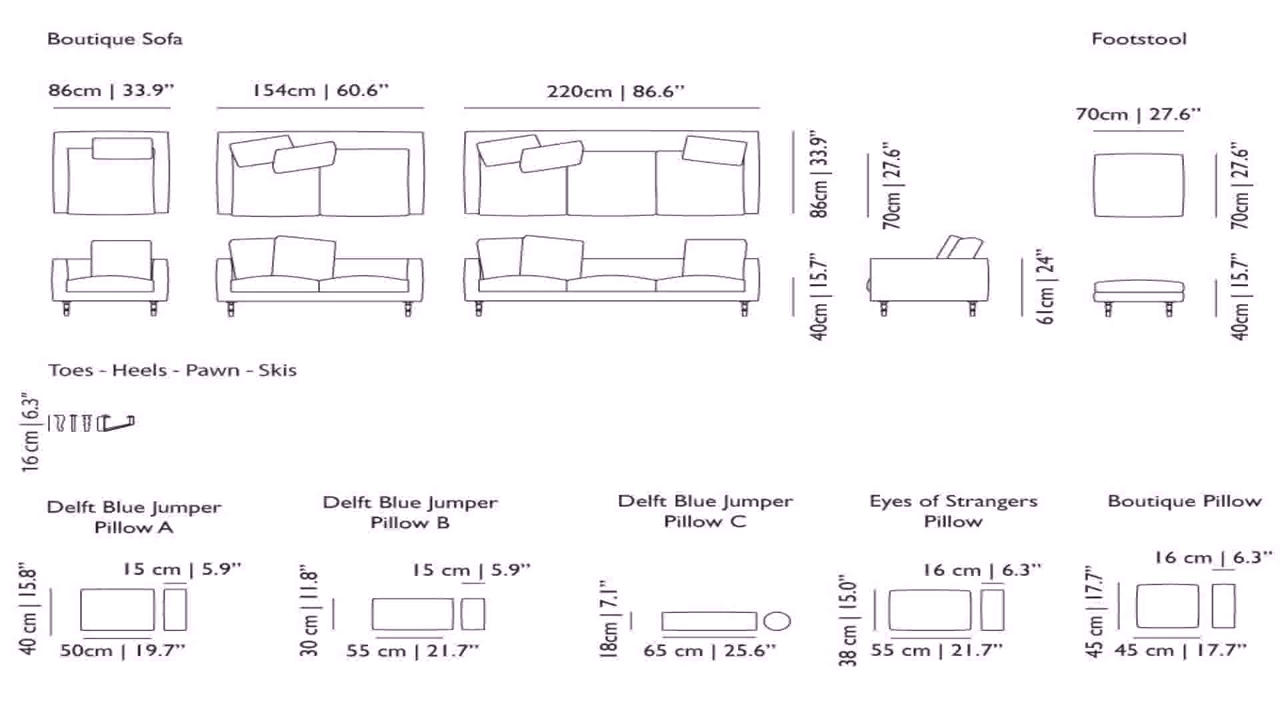 Boutique Sofa
Footstool
86cm | 33.9”
154cm | 60.6”
220cm | 86.6”
70cm | 27.6”
86cm | 33.9”
70cm | 27.6”
70cm | 27.6”
40cm | 15.7”
61cm | 24”
40cm | 15.7”
Toes - Heels - Pawn - Skis
16 cm | 6.3”
Delft Blue Jumper
Pillow A
Delft Blue Jumper
Pillow B
Delft Blue Jumper
Pillow C
Eyes of Strangers
Pillow
Boutique Pillow
15 cm | 5.9”
40 cm | 15.8”
50cm | 19.7”
15 cm | 5.9”
30 cm | 11.8”
55 cm | 21.7”
18cm | 7.1”
65 cm | 25.6”
16 cm | 6.3”
38 cm | 15.0”
55 cm | 21.7”
16 cm | 6.3”
45 cm | 17.7”
45 cm | 17.7”